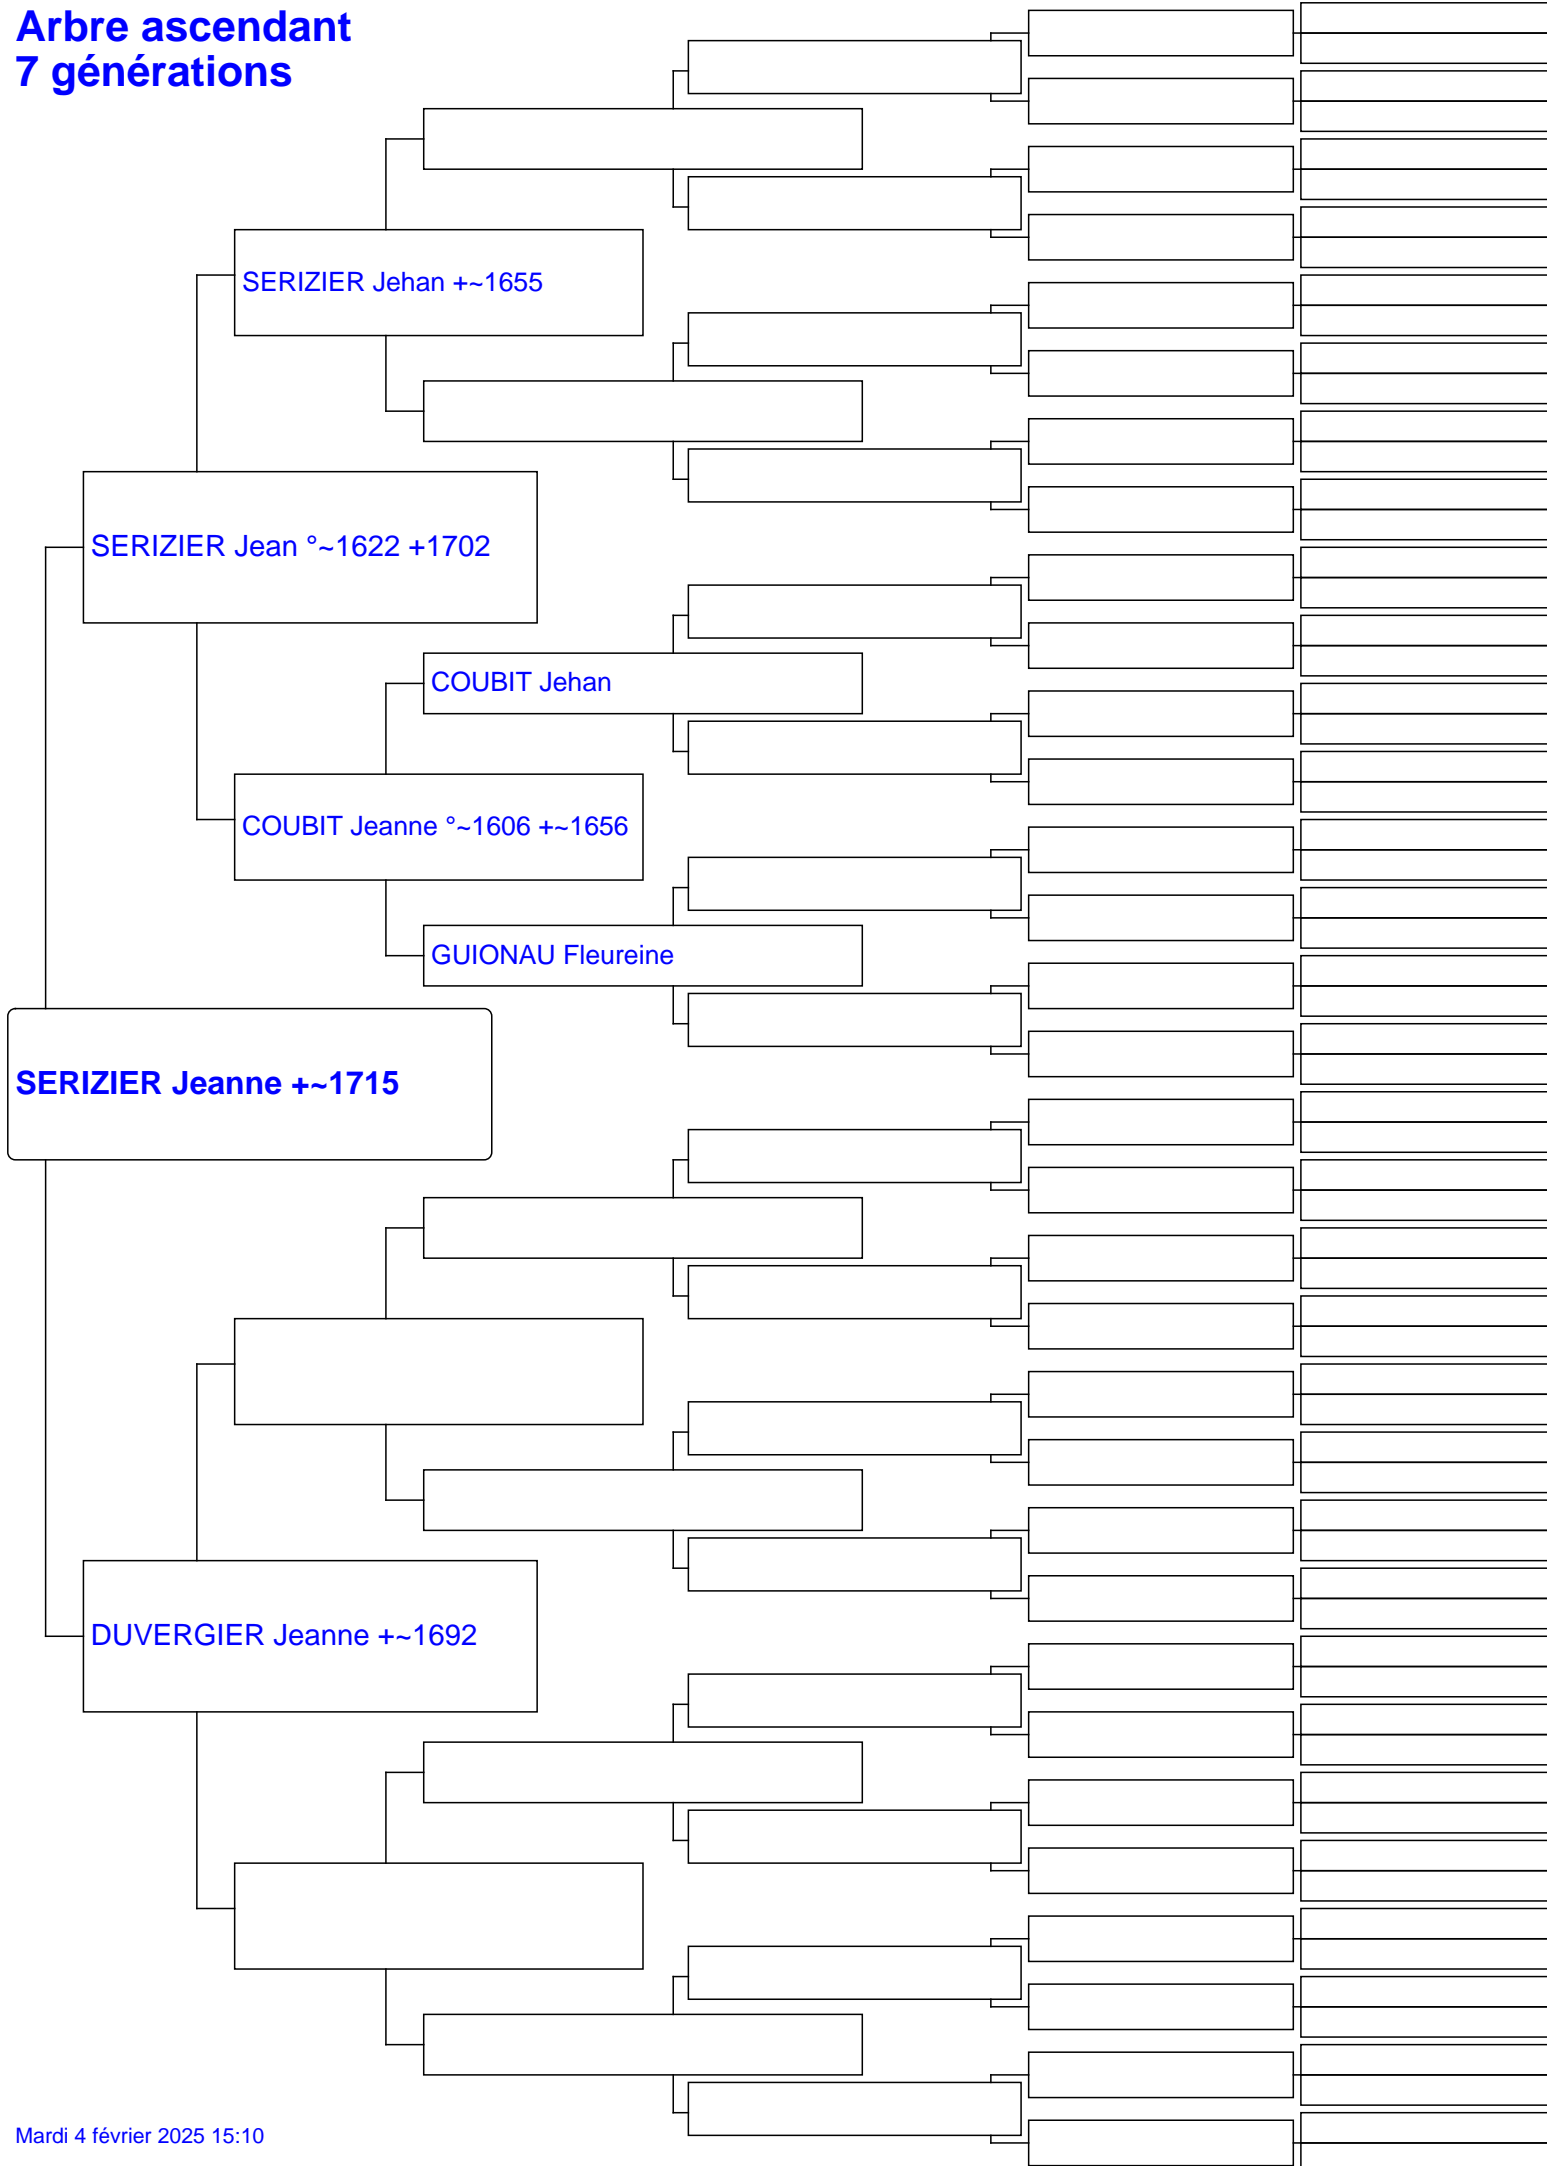 Arbre ascendant
7 générations
SERIZIER Jehan +~1655
SERIZIER Jean °~1622 +1702
COUBIT Jehan
COUBIT Jeanne °~1606 +~1656
GUIONAU Fleureine
SERIZIER Jeanne +~1715
DUVERGIER Jeanne +~1692
Mardi 4 février 2025 15:10